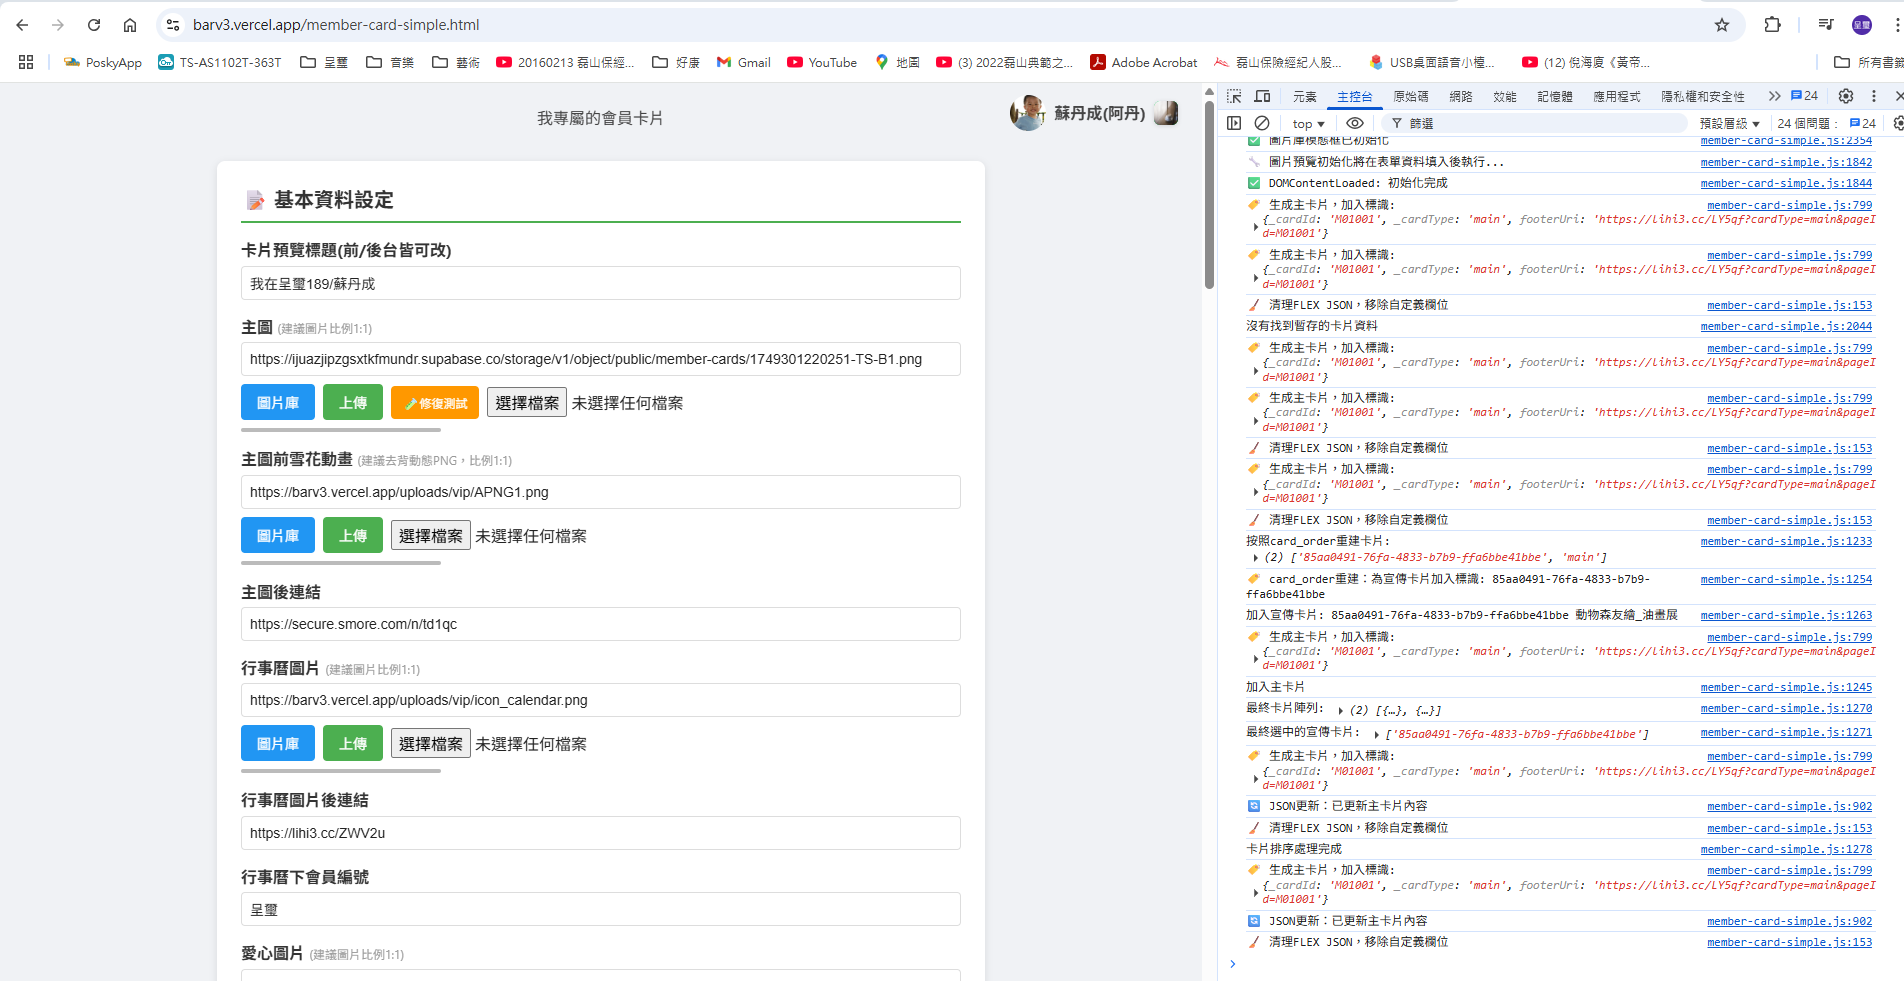 barv3.vercel.app/member-card-simple.html
呈璽
PoskyApp
TS-AS1102T-363T
呈璽
音樂
藝術
20160213 磊山保經...
好康
Gmail
YouTube
地圖
(3) 2022磊山典範之...
Adobe Acrobat
磊山保險經紀人股...
USB桌面語音小檯...
(12) 倪海廈《黃帝...
所有書籤
我專屬的會員卡片
蘇丹成(阿丹)
基本資料設定
卡片預覽標題(前/後台皆可改)
我在呈璽189/蘇丹成
主圖 (建議圖片比例1:1)
https://ijuazjipzgsxtkfmundr.supabase.co/storage/v1/object/public/member-cards/1749301220251-TS-B1.png
圖片庫 上傳 修復測試 選擇檔案 未選擇任何檔案
主圖前雪花動畫 (建議去背動態PNG，比例1:1)
https://barv3.vercel.app/uploads/vip/APNG1.png
圖片庫 上傳 選擇檔案 未選擇任何檔案
主圖後連結
https://secure.smore.com/n/td1qc
行事曆圖片 (建議圖片比例1:1)
https://barv3.vercel.app/uploads/vip/icon_calendar.png
圖片庫 上傳 選擇檔案 未選擇任何檔案
行事曆圖片後連結
https://lihi3.cc/ZWV2u
行事曆下會員編號
呈璽
愛心圖片 (建議圖片比例1:1)
元素 主控台 原始碼 網路 效能 記憶體 應用程式 隱私權和安全性 24
top 篩選 預設層級 24 個問題： 24
圖片庫模態框已初始化 member-card-simple.js:2354
圖片預覽初始化將在表單資料填入後執行... member-card-simple.js:1842
DOMContentLoaded: 初始化完成 member-card-simple.js:1844
生成主卡片，加入標識: member-card-simple.js:799
{_cardId: 'M01001', _cardType: 'main', footerUri: 'https://lihi3.cc/LY5qf?cardType=main&pageI
d=M01001'}
生成主卡片，加入標識: member-card-simple.js:799
{_cardId: 'M01001', _cardType: 'main', footerUri: 'https://lihi3.cc/LY5qf?cardType=main&pageI
d=M01001'}
清理FLEX JSON，移除自定義欄位 member-card-simple.js:153
沒有找到暫存的卡片資料 member-card-simple.js:2044
生成主卡片，加入標識: member-card-simple.js:799
{_cardId: 'M01001', _cardType: 'main', footerUri: 'https://lihi3.cc/LY5qf?cardType=main&pageI
d=M01001'}
生成主卡片，加入標識: member-card-simple.js:799
{_cardId: 'M01001', _cardType: 'main', footerUri: 'https://lihi3.cc/LY5qf?cardType=main&pageI
d=M01001'}
清理FLEX JSON，移除自定義欄位 member-card-simple.js:153
生成主卡片，加入標識: member-card-simple.js:799
{_cardId: 'M01001', _cardType: 'main', footerUri: 'https://lihi3.cc/LY5qf?cardType=main&pageI
d=M01001'}
清理FLEX JSON，移除自定義欄位 member-card-simple.js:153
按照card_order重建卡片: member-card-simple.js:1233
(2) ['85aa0491-76fa-4833-b7b9-ffa6bbe41bbe', 'main']
card_order重建：為宣傳卡片加入標識: 85aa0491-76fa-4833-b7b9- member-card-simple.js:1254
ffa6bbe41bbe
加入宣傳卡片: 85aa0491-76fa-4833-b7b9-ffa6bbe41bbe 動物森友繪_油畫展 member-card-simple.js:1263
生成主卡片，加入標識: member-card-simple.js:799
{_cardId: 'M01001', _cardType: 'main', footerUri: 'https://lihi3.cc/LY5qf?cardType=main&pageI
d=M01001'}
加入主卡片 member-card-simple.js:1245
最終卡片陣列: (2) [{…}, {…}] member-card-simple.js:1270
最終選中的宣傳卡片: ['85aa0491-76fa-4833-b7b9-ffa6bbe41bbe'] member-card-simple.js:1271
生成主卡片，加入標識: member-card-simple.js:799
{_cardId: 'M01001', _cardType: 'main', footerUri: 'https://lihi3.cc/LY5qf?cardType=main&pageI
d=M01001'}
JSON更新：已更新主卡片內容 member-card-simple.js:902
清理FLEX JSON，移除自定義欄位 member-card-simple.js:153
卡片排序處理完成 member-card-simple.js:1278
生成主卡片，加入標識: member-card-simple.js:799
{_cardId: 'M01001', _cardType: 'main', footerUri: 'https://lihi3.cc/LY5qf?cardType=main&pageI
d=M01001'}
JSON更新：已更新主卡片內容 member-card-simple.js:902
清理FLEX JSON，移除自定義欄位 member-card-simple.js:153